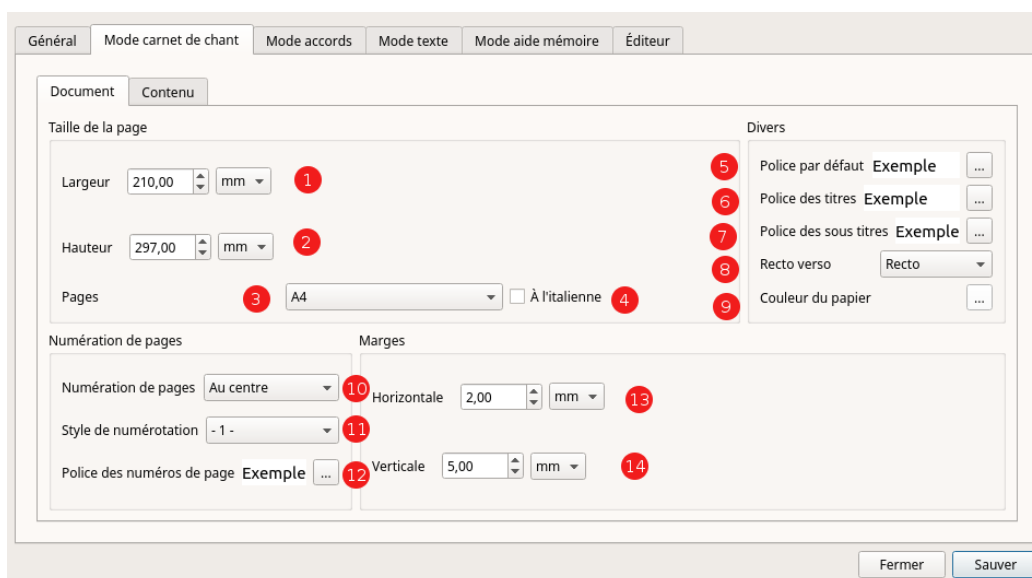 Général Mode carnet de chant Mode accords Mode texte Mode aide mémoire Éditeur
Document Contenu
Taille de la page
Largeur 210,00 mm 1
Hauteur 297,00 mm 2
Pages 3 A4 À l'italienne 4
Divers
5 Police par défaut Exemple ...
6 Police des titres Exemple ...
7 Police des sous titres Exemple ...
8 Recto verso Recto
9 Couleur du papier ...
Numération de pages
Numération de pages Au centre 10
Style de numérotation - 1 - 11
Police des numéros de page Exemple ... 12
Marges
Horizontale 2,00 mm 13
Verticale 5,00 mm 14
Fermer Sauver